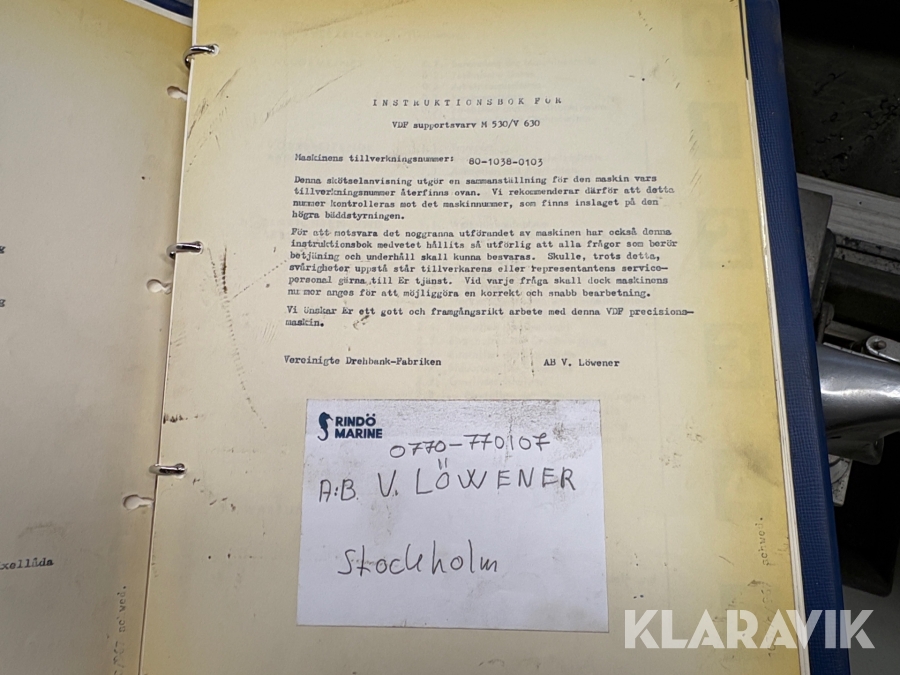 INSTRUKTIONSBOK FÖR
VDF supportsvarv M 530/V 630
Maskinens tillverkningsnummer: 80-1038-0103
Denna skötselanvisning utgör en sammanställning för den maskin vars
tillverkningsnummer återfinns ovan. Vi rekommenderar därför att detta
nummer kontrolleras mot det maskinnummer, som finns inslaget på den
högra bäddstyrningen.
För att motsvara det noggranna utförandet av maskinen har också denna
instruktionsbok medvetet hållits så utförlig att alla frågor som berör
betjäning och underhåll skall kunna besvaras. Skulle, trots detta,
svårigheter uppstå står tillverkarens eller representantens service-
personal gärna till Er tjänst. Vid varje fråga skall dock maskinens
nummer anges för att möjliggöra en korrekt och snabb bearbetning.
Vi önskar Er ett gott och framgångsrikt arbete med denna VDF precisions-
maskin.
Vereinigte Drehbank-Fabriken AB V. Löwener
RINDÖ
MARINE
0770-770107
A:B V. LÖWENER
Stockholm
xellåda
schwed.
KLARAVIK